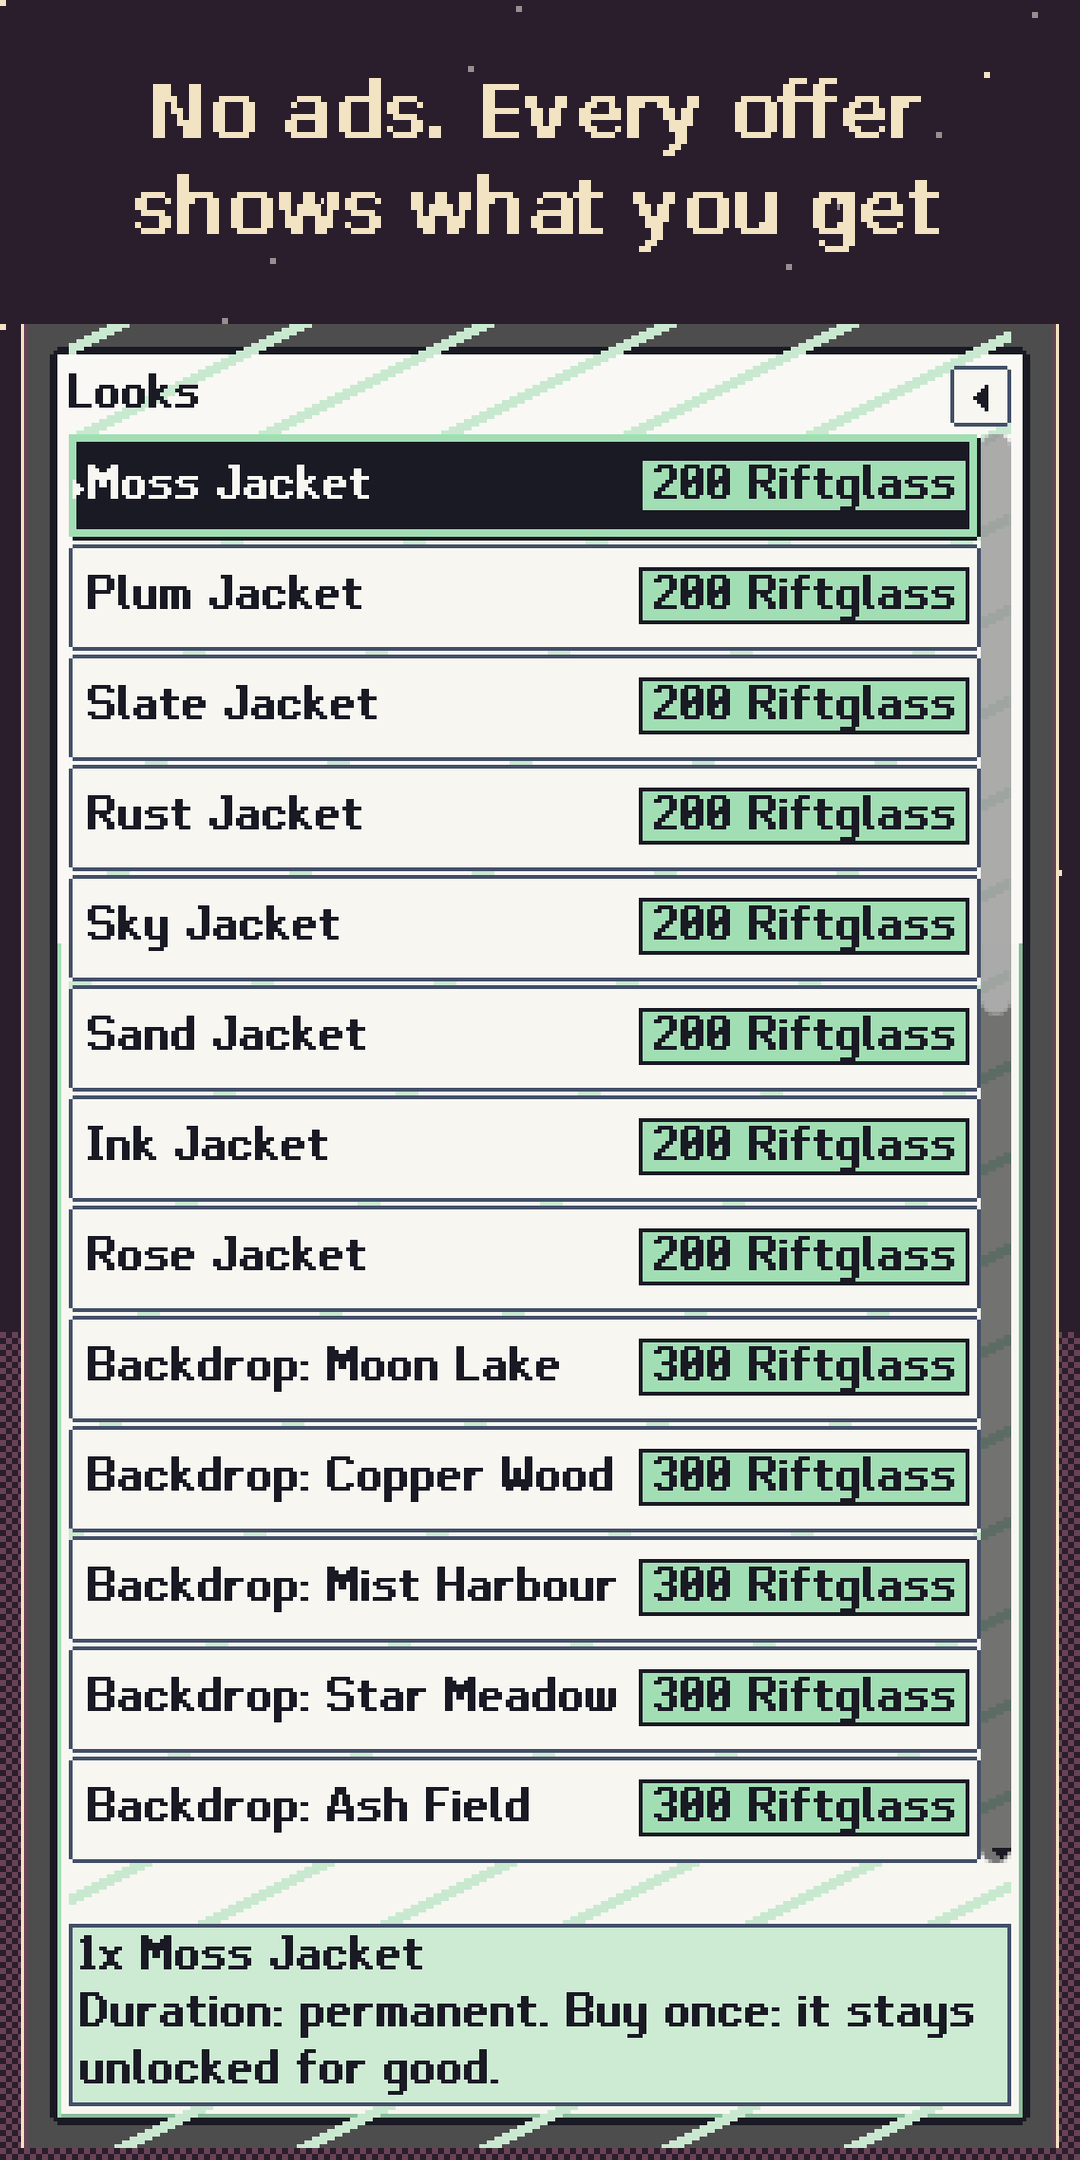 No ads. Every offer
shows what you get
Looks
Moss Jacket 200 Riftglass
Plum Jacket 200 Riftglass
Slate Jacket 200 Riftglass
Rust Jacket 200 Riftglass
Sky Jacket 200 Riftglass
Sand Jacket 200 Riftglass
Ink Jacket 200 Riftglass
Rose Jacket 200 Riftglass
Backdrop: Moon Lake 300 Riftglass
Backdrop: Copper Wood 300 Riftglass
Backdrop: Mist Harbour 300 Riftglass
Backdrop: Star Meadow 300 Riftglass
Backdrop: Ash Field 300 Riftglass
1x Moss Jacket
Duration: permanent. Buy once: it stays
unlocked for good.